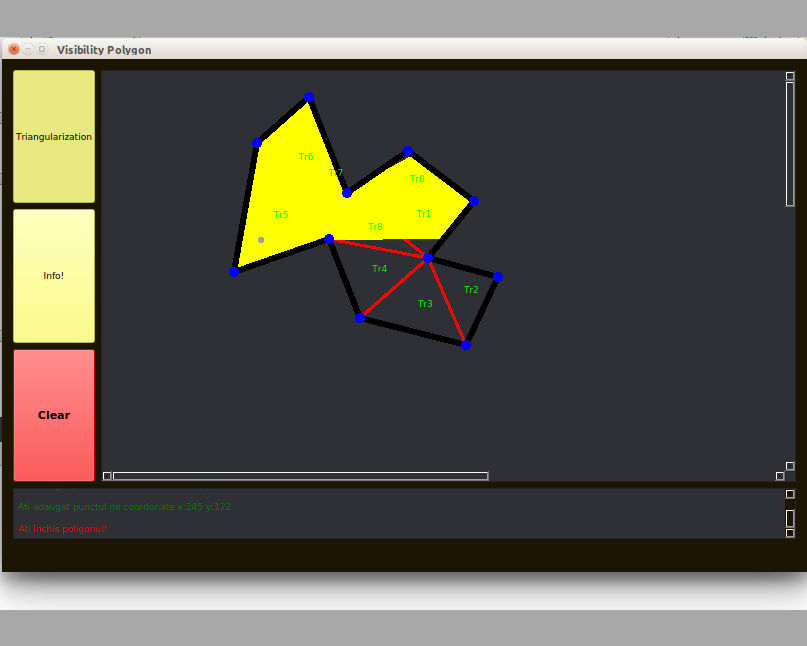 Visibility Polygon
Triangularization
Info!
Clear
Tr6
Tr7
Tr0
Tr5
Tr1
Tr8
Tr4
Tr2
Tr3
Ati adaugat punctul de coordonate x:245 y:122
Ati inchis poligonul!